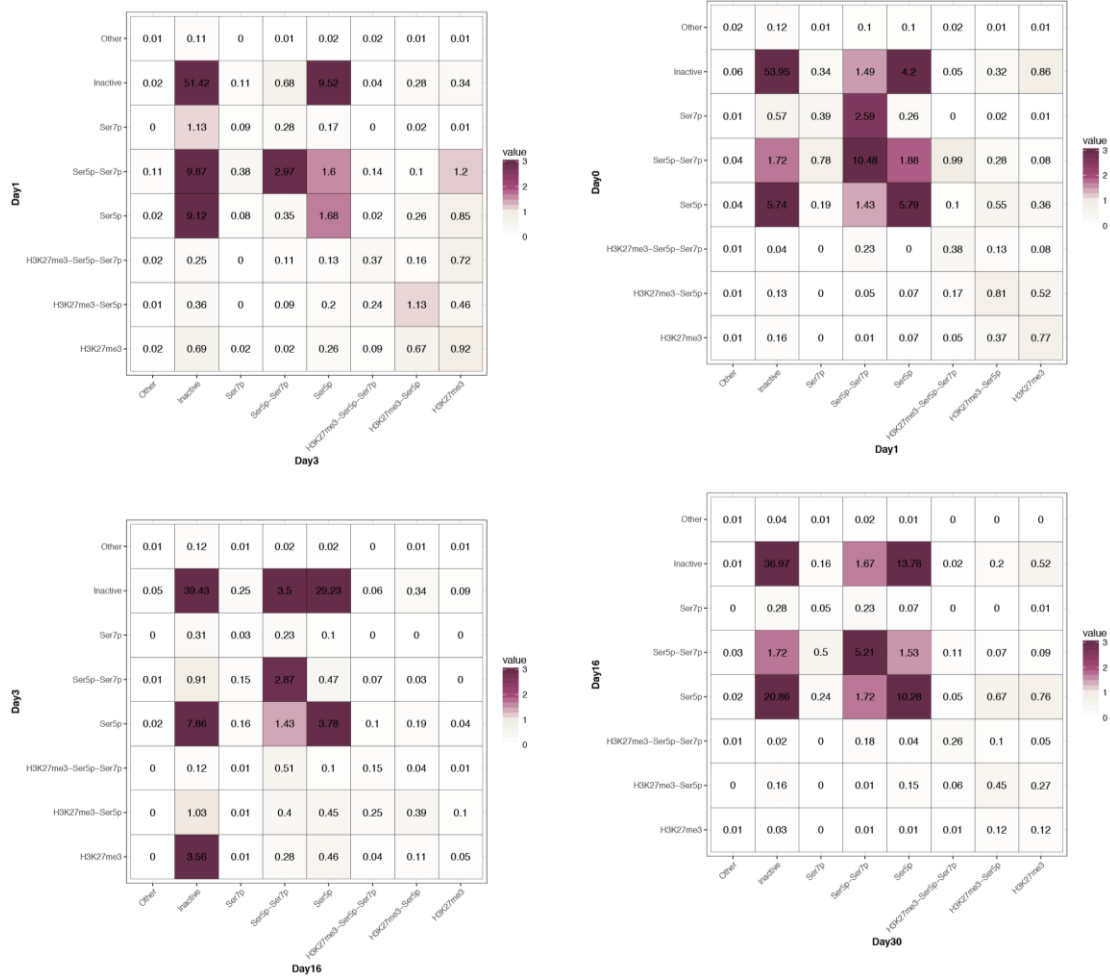 Other 0.01 0.11 0 0.01 0.02 0.02 0.01 0.01
Inactive 0.02 51.42 0.11 0.68 9.52 0.04 0.28 0.34
Ser7p 0 1.13 0.09 0.28 0.17 0 0.02 0.01
Ser5p-Ser7p 0.11 9.87 0.38 2.97 1.6 0.14 0.1 1.2
Ser5p 0.02 9.12 0.08 0.35 1.68 0.02 0.26 0.85
H3K27me3-Ser5p-Ser7p 0.02 0.25 0 0.11 0.13 0.37 0.16 0.72
H3K27me3-Ser5p 0.01 0.36 0 0.09 0.2 0.24 1.13 0.46
H3K27me3 0.02 0.69 0.02 0.02 0.26 0.09 0.67 0.92
Other Inactive Ser7p Ser5p-Ser7p Ser5p H3K27me3-Ser5p-Ser7p H3K27me3-Ser5p H3K27me3
Day1
Day3
value
3
2
1
0
Other 0.02 0.12 0.01 0.1 0.1 0.02 0.01 0.01
Inactive 0.06 53.95 0.34 1.49 4.2 0.05 0.32 0.86
Ser7p 0.01 0.57 0.39 2.59 0.26 0 0.02 0.01
Ser5p-Ser7p 0.04 1.72 0.78 10.48 1.88 0.99 0.28 0.08
Ser5p 0.04 5.74 0.19 1.43 5.79 0.1 0.55 0.36
H3K27me3-Ser5p-Ser7p 0.01 0.04 0 0.23 0 0.38 0.13 0.08
H3K27me3-Ser5p 0.01 0.13 0 0.05 0.07 0.17 0.81 0.52
H3K27me3 0.01 0.16 0 0.01 0.07 0.05 0.37 0.77
Other Inactive Ser7p Ser5p-Ser7p Ser5p H3K27me3-Ser5p-Ser7p H3K27me3-Ser5p H3K27me3
Day0
Day1
value
3
2
1
0
Other 0.01 0.12 0.01 0.02 0.02 0 0.01 0.01
Inactive 0.05 39.43 0.25 3.5 29.23 0.06 0.34 0.09
Ser7p 0 0.31 0.03 0.23 0.1 0 0 0
Ser5p-Ser7p 0.01 0.91 0.15 2.87 0.47 0.07 0.03 0
Ser5p 0.02 7.86 0.16 1.43 3.78 0.1 0.19 0.04
H3K27me3-Ser5p-Ser7p 0 0.12 0.01 0.51 0.1 0.15 0.04 0.01
H3K27me3-Ser5p 0 1.03 0.01 0.4 0.45 0.25 0.39 0.1
H3K27me3 0 3.56 0.01 0.28 0.46 0.04 0.11 0.05
Other Inactive Ser7p Ser5p-Ser7p Ser5p H3K27me3-Ser5p-Ser7p H3K27me3-Ser5p H3K27me3
Day3
Day16
value
3
2
1
0
Other 0.01 0.04 0.01 0.02 0.01 0 0 0
Inactive 0.01 36.97 0.16 1.67 13.78 0.02 0.2 0.52
Ser7p 0 0.28 0.05 0.23 0.07 0 0 0.01
Ser5p-Ser7p 0.03 1.72 0.5 5.21 1.53 0.11 0.07 0.09
Ser5p 0.02 20.86 0.24 1.72 10.28 0.05 0.67 0.76
H3K27me3-Ser5p-Ser7p 0.01 0.02 0 0.18 0.04 0.26 0.1 0.05
H3K27me3-Ser5p 0 0.16 0 0.01 0.15 0.06 0.45 0.27
H3K27me3 0.01 0.03 0 0.01 0.01 0.01 0.12 0.12
Other Inactive Ser7p Ser5p-Ser7p Ser5p H3K27me3-Ser5p-Ser7p H3K27me3-Ser5p H3K27me3
Day16
Day30
value
3
2
1
0